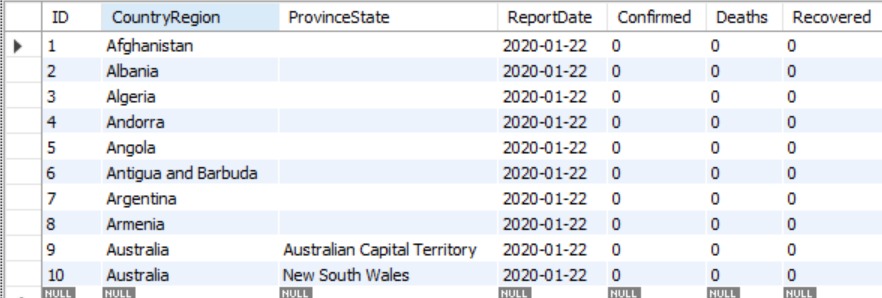 ID CountryRegion ProvinceState ReportDate Confirmed Deaths Recovered
1 Afghanistan 2020-01-22 0 0 0
2 Albania 2020-01-22 0 0 0
3 Algeria 2020-01-22 0 0 0
4 Andorra 2020-01-22 0 0 0
5 Angola 2020-01-22 0 0 0
6 Antigua and Barbuda 2020-01-22 0 0 0
7 Argentina 2020-01-22 0 0 0
8 Armenia 2020-01-22 0 0 0
9 Australia Australian Capital Territory 2020-01-22 0 0 0
10 Australia New South Wales 2020-01-22 0 0 0
NULL NULL NULL NULL NULL NULL NULL